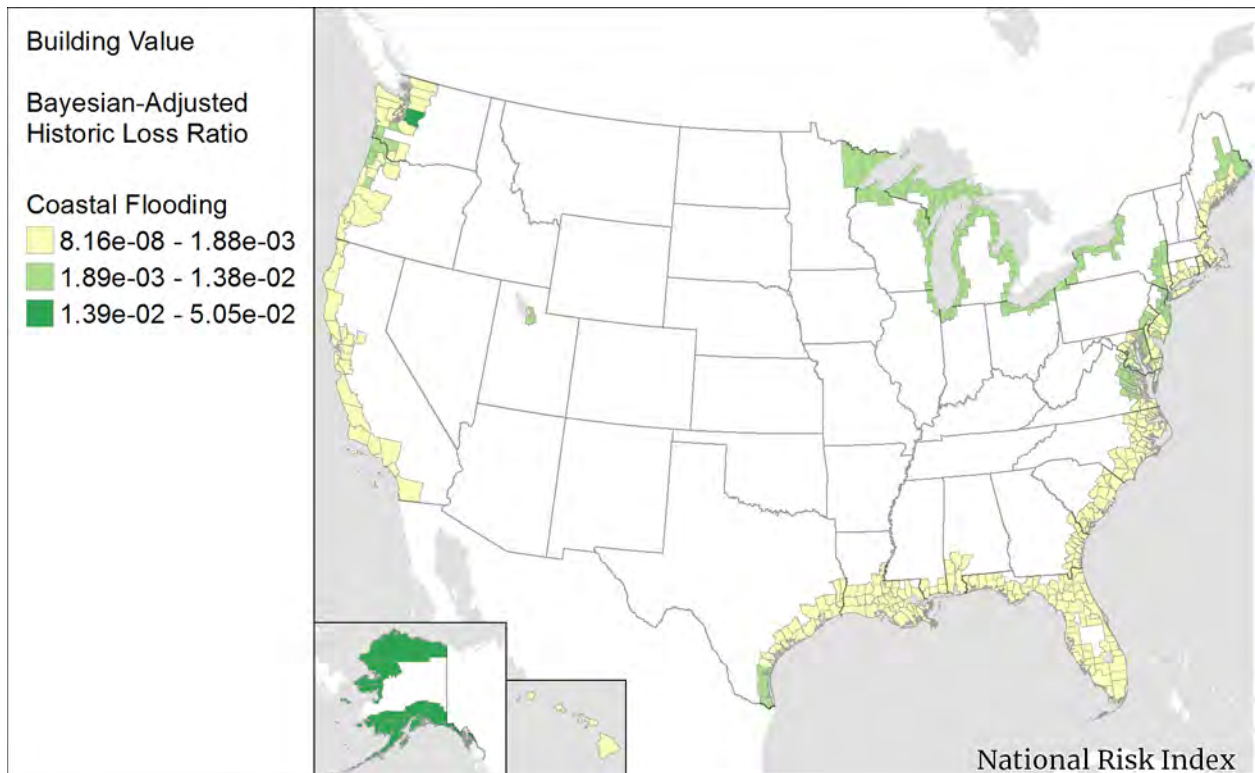 Building Value
Bayesian-Adjusted
Historic Loss Ratio
Coastal Flooding
8.16e-08 - 1.88e-03
1.89e-03 - 1.38e-02
1.39e-02 - 5.05e-02
National Risk Index